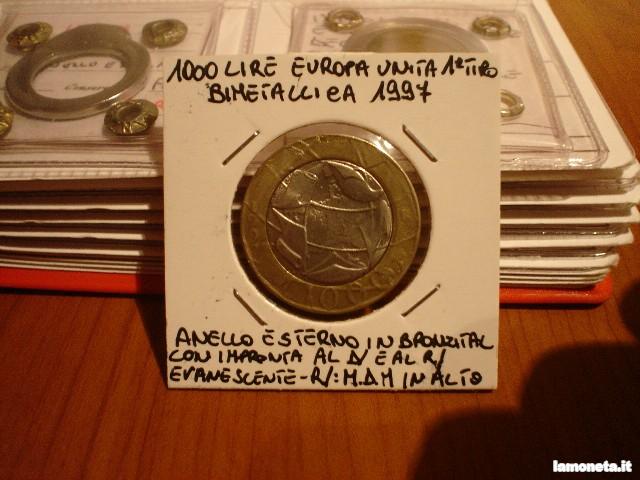 1000 LIRE EUROPA UNITA 1° TIPO
BIMETALLICA 1997
1000
ANELLO ESTERNO IN BRONZITAL
CON IMPRONTA AL D/ E AL R/
EVANESCENTE - R/: M.D.M IN ALTO
lamoneta.it